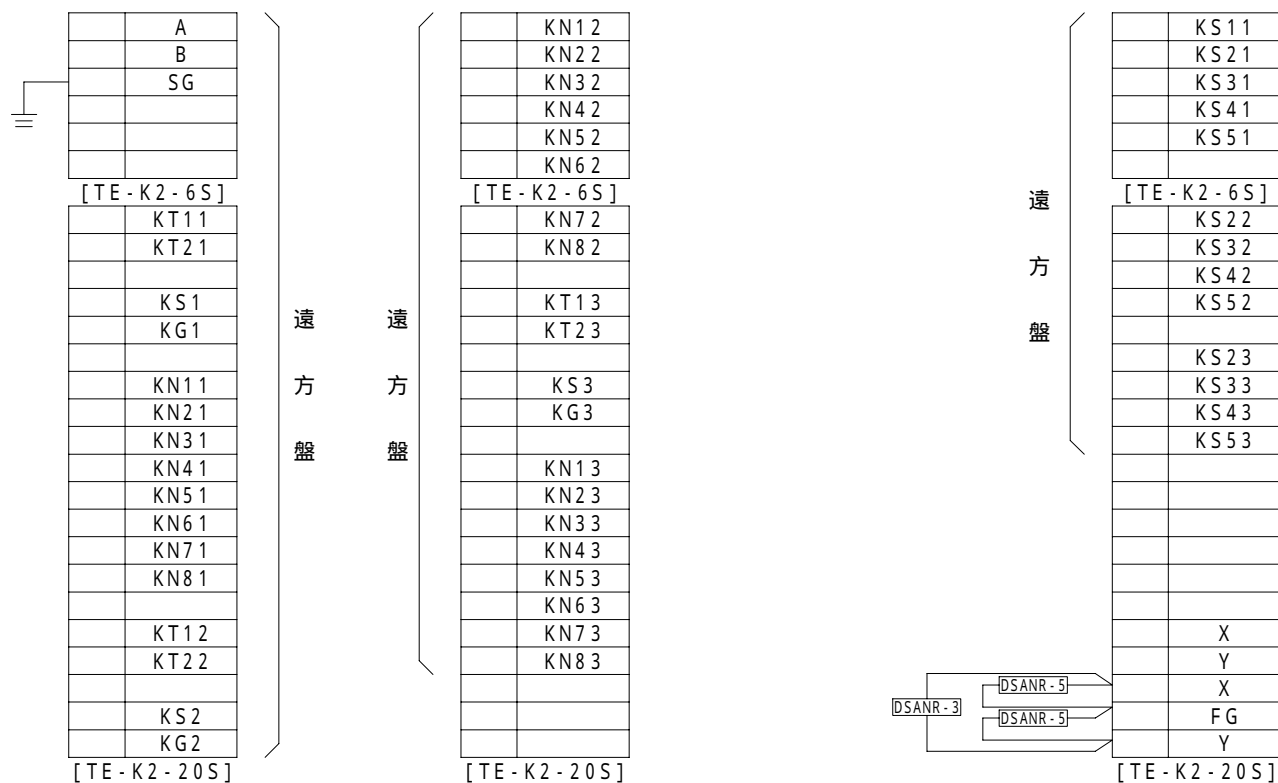 A
B
SG
[TE-K2-6S]
KT11
KT21
KS1
KG1
KN11
KN21
KN31
KN41
KN51
KN61
KN71
KN81
KT12
KT22
KS2
KG2
[TE-K2-20S]
遠方盤
遠方盤
KN12
KN22
KN32
KN42
KN52
KN62
[TE-K2-6S]
KN72
KN82
KT13
KT23
KS3
KG3
KN13
KN23
KN33
KN43
KN53
KN63
KN73
KN83
[TE-K2-20S]
遠方盤
KS11
KS21
KS31
KS41
KS51
[TE-K2-6S]
KS22
KS32
KS42
KS52
KS23
KS33
KS43
KS53
X
Y
X
FG
Y
DSANR-3
DSANR-5
DSANR-5
[TE-K2-20S]